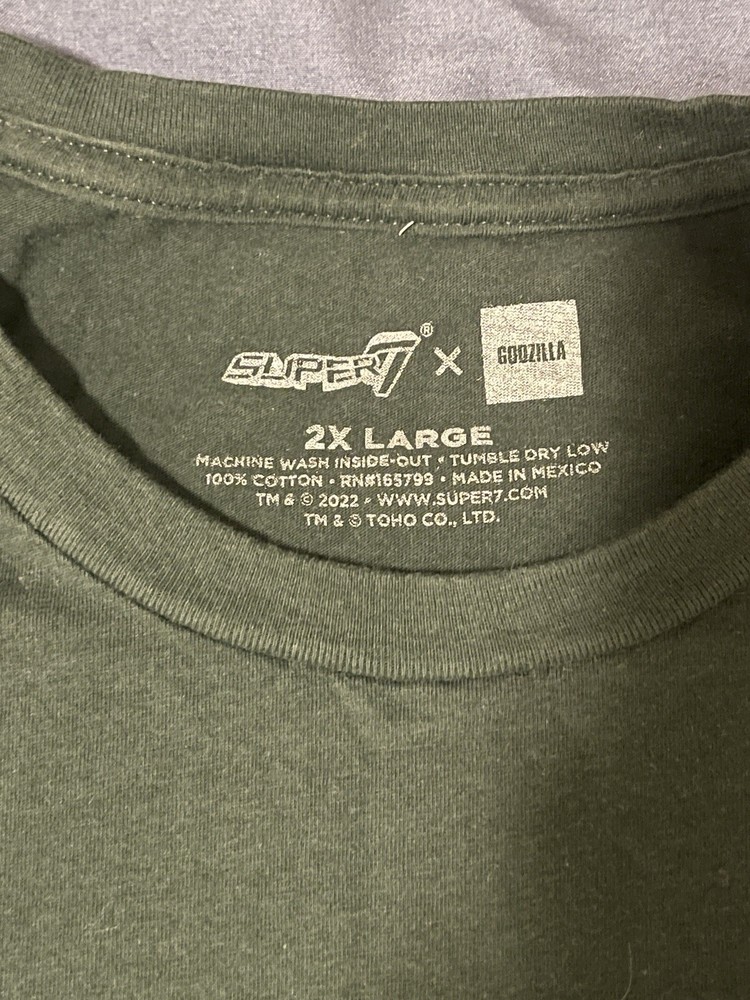 SUPER7® X GODZILLA
2X LARGE
MACHINE WASH INSIDE-OUT • TUMBLE DRY LOW
100% COTTON • RN#165799 • MADE IN MEXICO
TM & © 2022 • WWW.SUPER7.COM
TM & © TOHO CO., LTD.